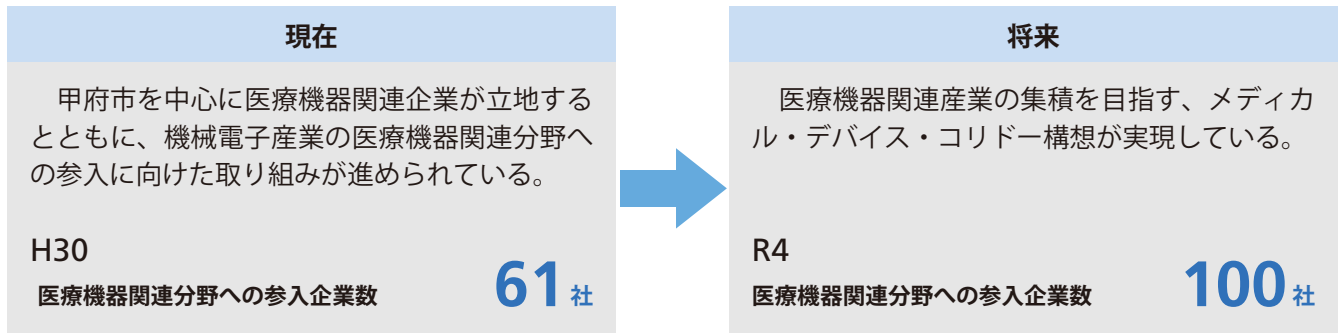 現在
甲府市を中心に医療機器関連企業が立地する
とともに、機械電子産業の医療機器関連分野へ
の参入に向けた取り組みが進められている。
H30
医療機器関連分野への参入企業数 61社
将来
医療機器関連産業の集積を目指す、メディカ
ル・デバイス・コリドー構想が実現している。
R4
医療機器関連分野への参入企業数 100社